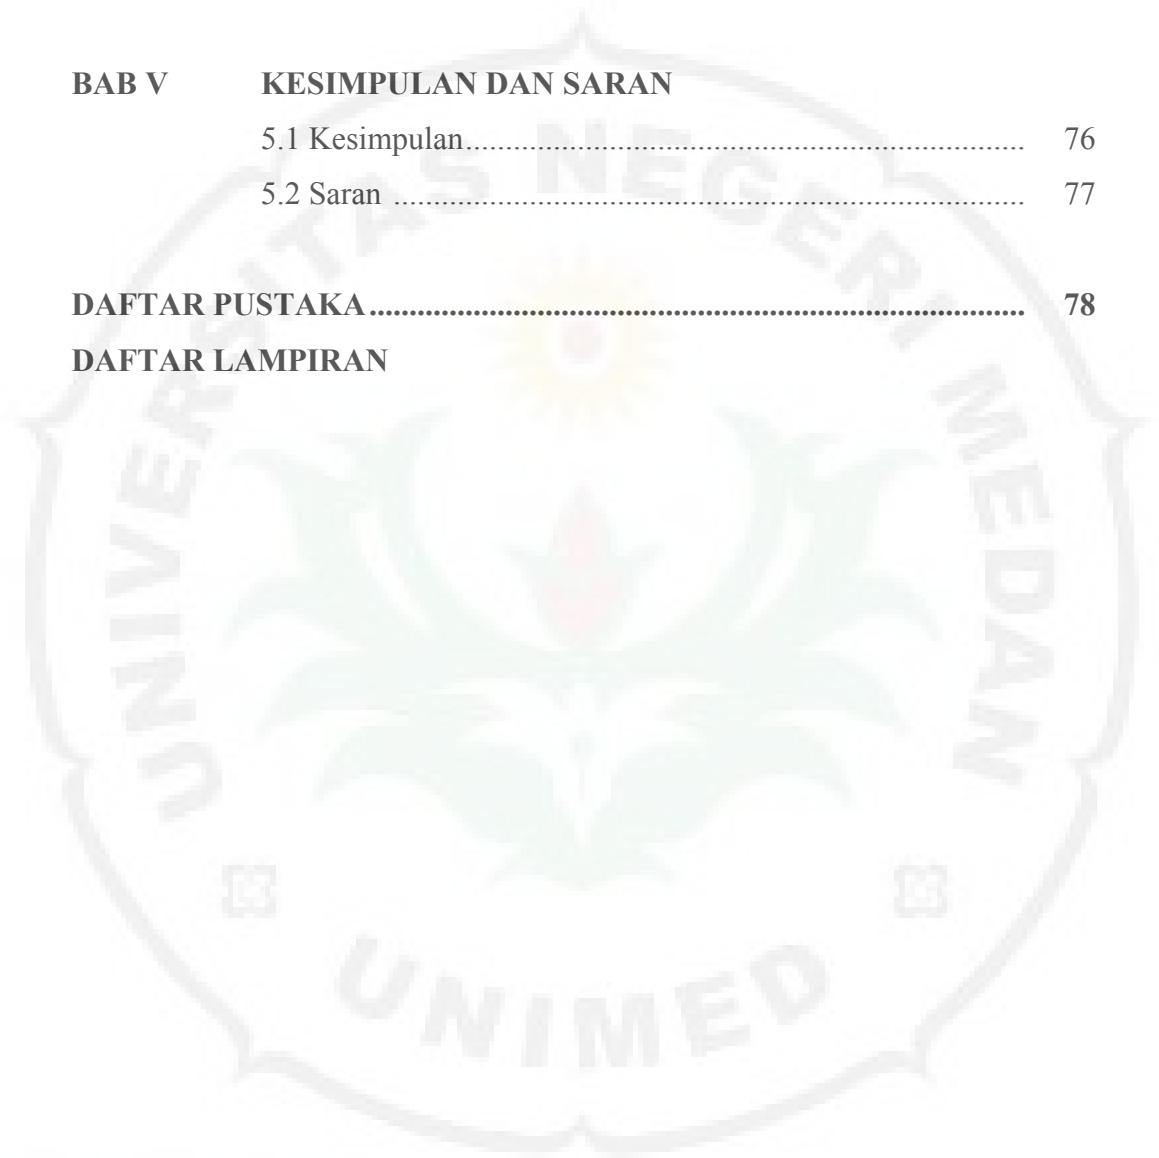 BAB V KESIMPULAN DAN SARAN
5.1 Kesimpulan...................................................................... 76
5.2 Saran ............................................................................... 77
DAFTAR PUSTAKA.................................................................................. 78
DAFTAR LAMPIRAN
UNIVERSITAS NEGERI MEDAN
UNIMED